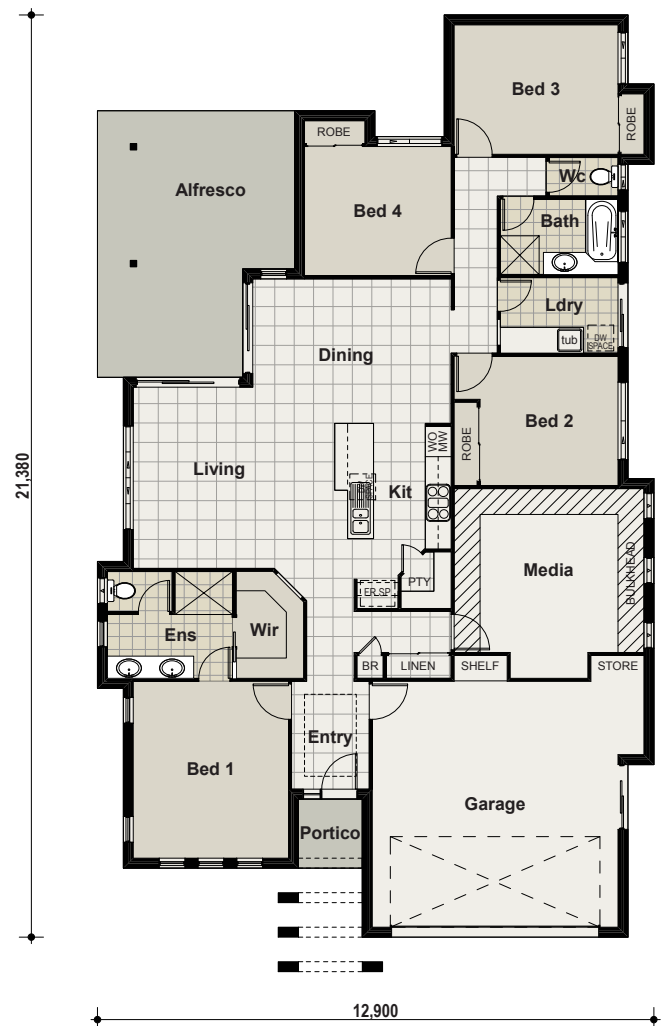 Bed 3
ROBE
ROBE
Wc
Alfresco
Bed 4
Bath
Ldry
tub
DW
SPACE
Dining
Bed 2
21,380
WO
MW
ROBE
Living
Kit
Media
BULKHEAD
PTY
FR.SP
Ens
Wir
BR
LINEN
SHELF
STORE
Entry
Bed 1
Garage
Portico
12,900